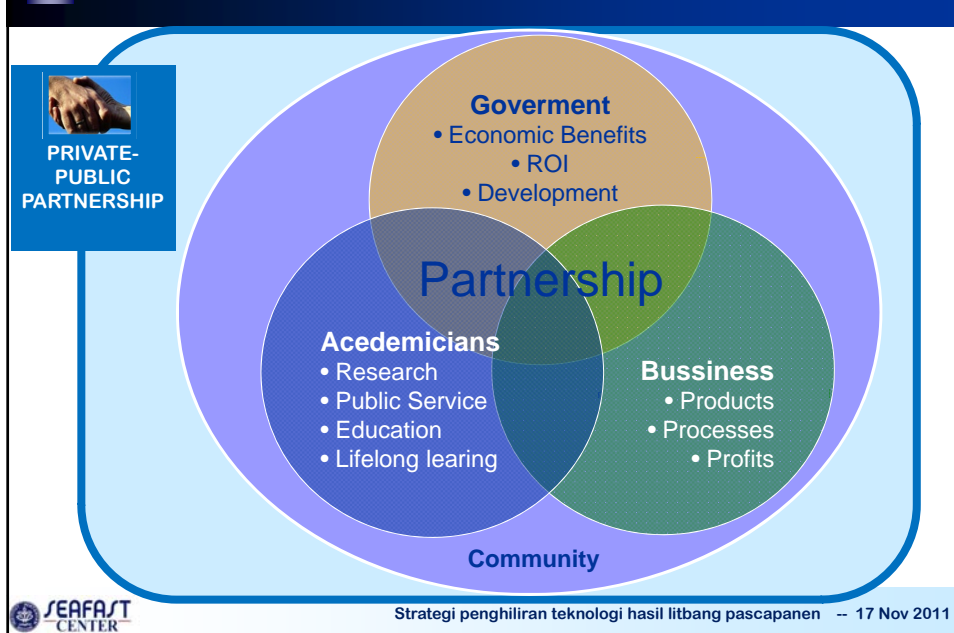 PRIVATE-
PUBLIC
PARTNERSHIP
Goverment
• Economic Benefits
• ROI
• Development
Partnership
Acedemicians
• Research
• Public Service
• Education
• Lifelong learing
Bussiness
• Products
• Processes
• Profits
Community
SEAFAST
CENTER
Strategi penghiliran teknologi hasil litbang pascapanen -- 17 Nov 2011